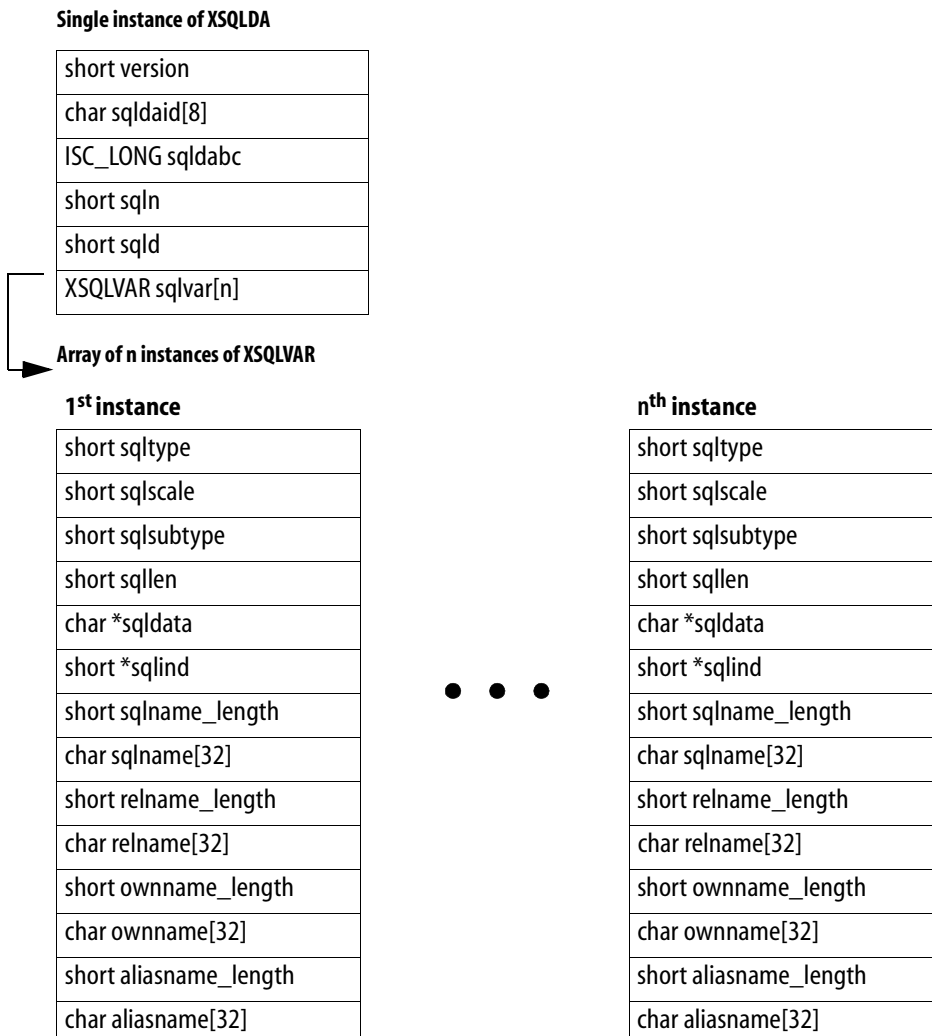 Single instance of XSQLDA
short version
char sqldaid[8]
ISC_LONG sqldabc
short sqln
short sqld
XSQLVAR sqlvar[n]
Array of n instances of XSQLVAR
1st instance
short sqltype
short sqlscale
short sqlsubtype
short sqllen
char *sqldata
short *sqlind
short sqlname_length
char sqlname[32]
short relname_length
char relname[32]
short ownname_length
char ownname[32]
short aliasname_length
char aliasname[32]
nth instance
short sqltype
short sqlscale
short sqlsubtype
short sqllen
char *sqldata
short *sqlind
short sqlname_length
char sqlname[32]
short relname_length
char relname[32]
short ownname_length
char ownname[32]
short aliasname_length
char aliasname[32]